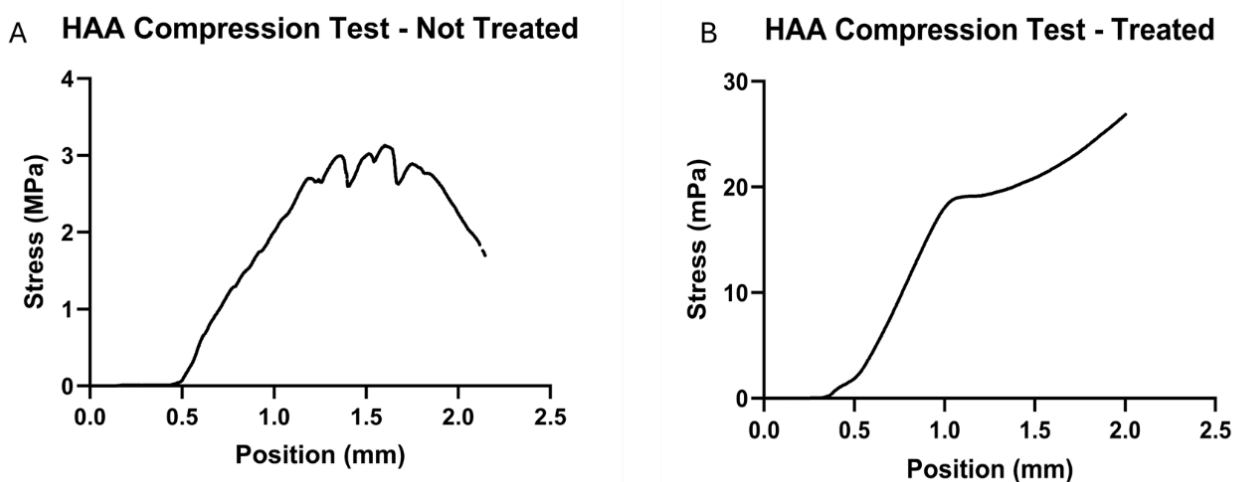 A HAA Compression Test - Not Treated
4
3
2
1
0
Stress (MPa)
0.0 0.5 1.0 1.5 2.0 2.5
Position (mm)
B HAA Compression Test - Treated
30
20
10
0
Stress (mPa)
0.0 0.5 1.0 1.5 2.0 2.5
Position (mm)